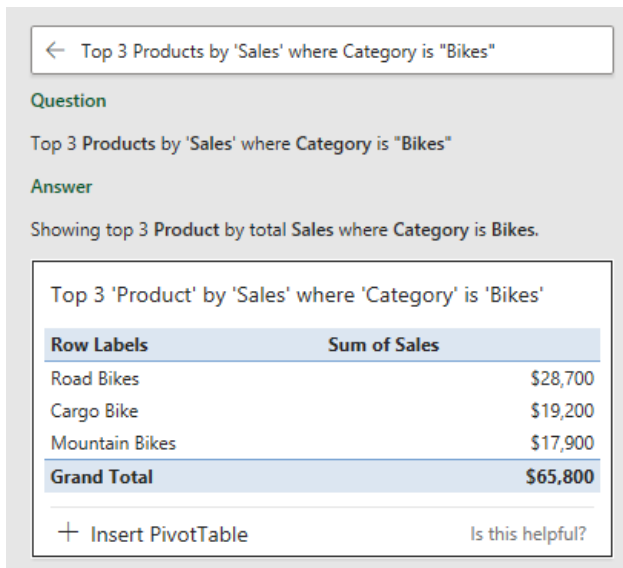 Top 3 Products by 'Sales' where Category is "Bikes"
Question
Top 3 Products by 'Sales' where Category is "Bikes"
Answer
Showing top 3 Product by total Sales where Category is Bikes.
Top 3 'Product' by 'Sales' where 'Category' is 'Bikes'
Row Labels Sum of Sales
Road Bikes $28,700
Cargo Bike $19,200
Mountain Bikes $17,900
Grand Total $65,800
+ Insert PivotTable Is this helpful?